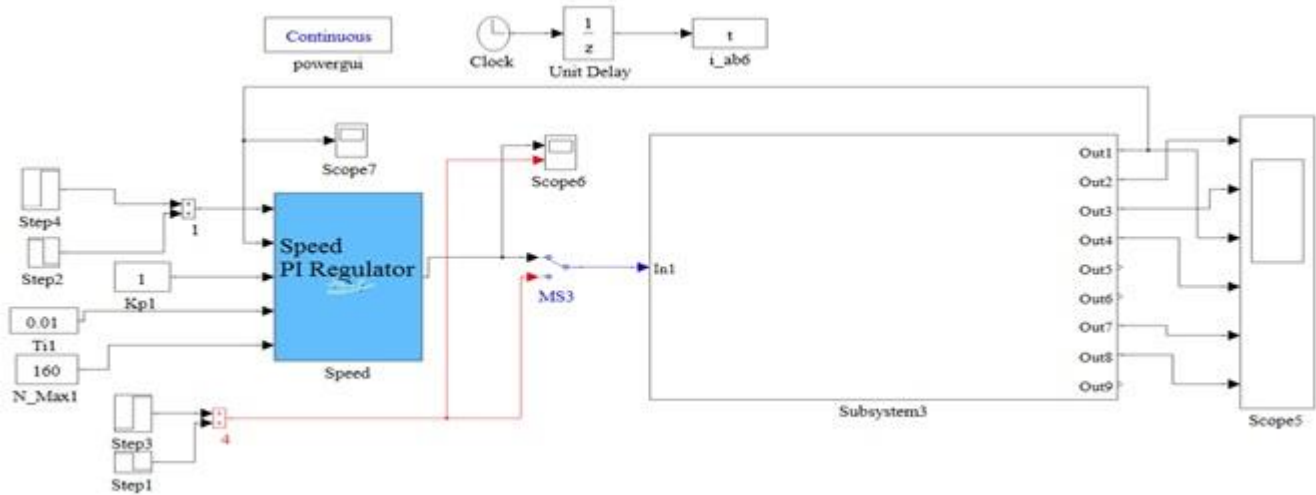 Continuous
powergui
Clock
1
z
Unit Delay
t
i_ab6
Scope7
Scope6
Step4
1
Step2
1
Kp1
0.01
Ti1
160
N_Max1
Speed
PI Regulator
Speed
Step3
4
Step1
MS3
In1
Out1
Out2
Out3
Out4
Out5
Out6
Out7
Out8
Out9
Subsystem3
Scope5